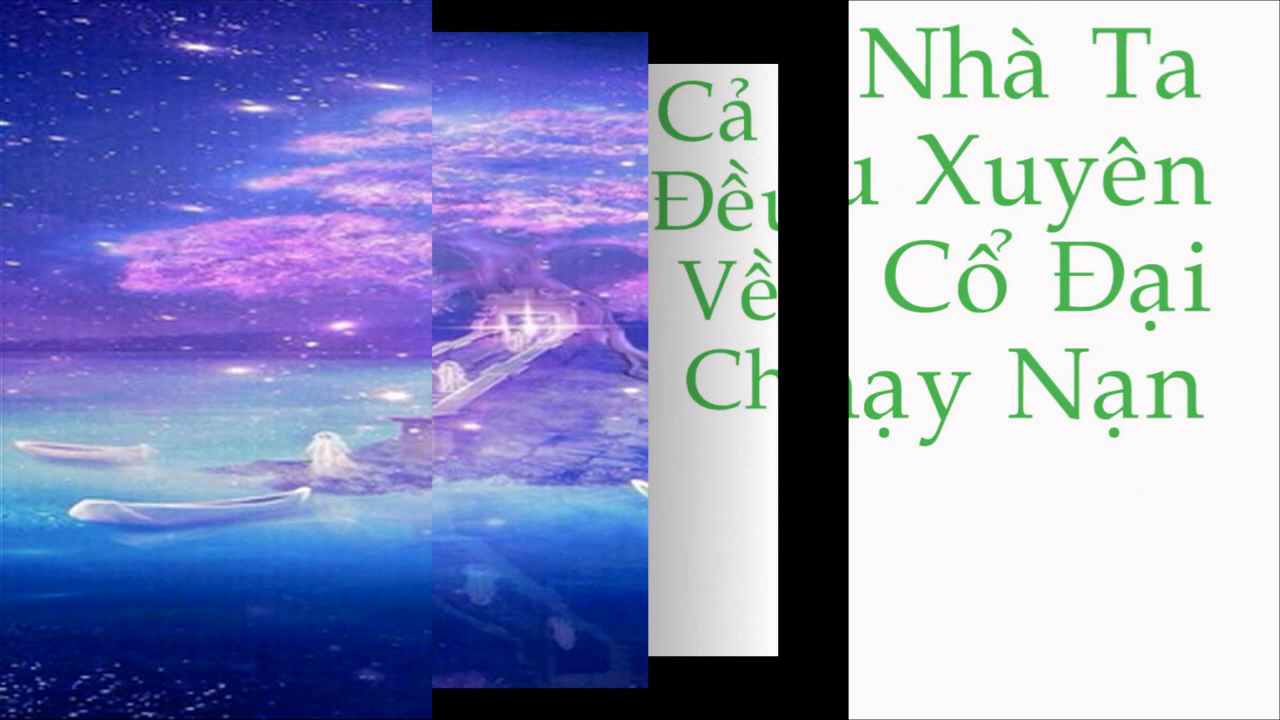 Cả Nhà Ta
Đều Xuyên
Về Cổ Đại
Chạy Nạn